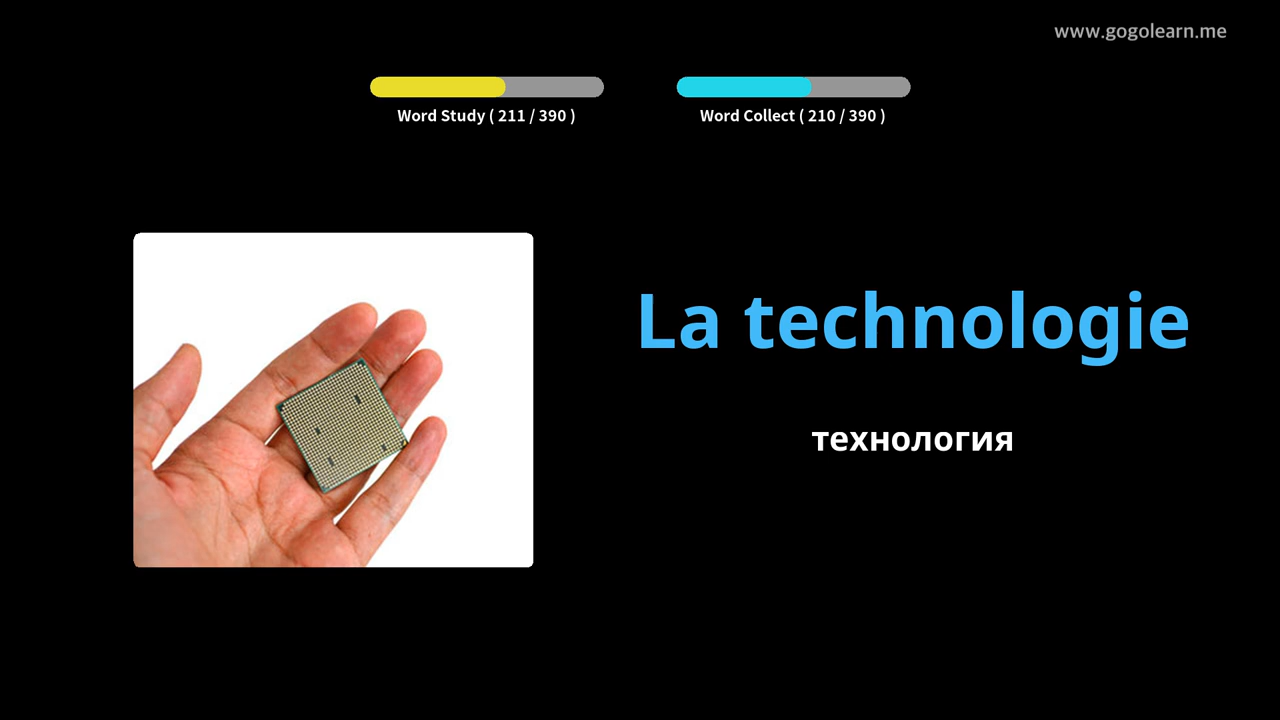 www.gogolearn.me
Word Study ( 211 / 390 )
Word Collect ( 210 / 390 )
La technologie
технология